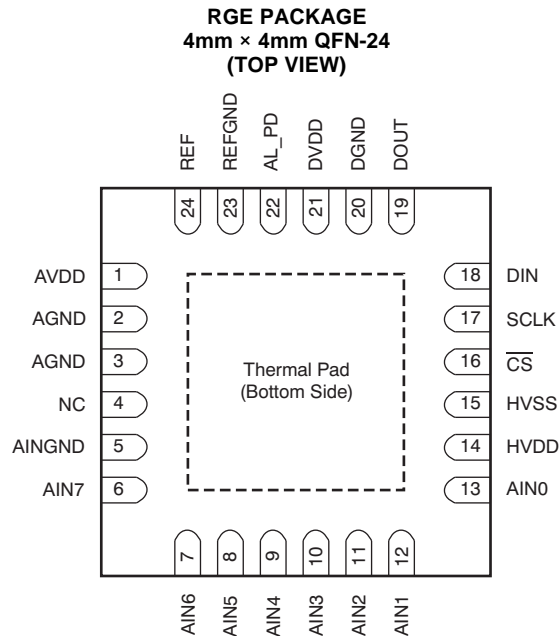 RGE PACKAGE
4mm × 4mm QFN-24
(TOP VIEW)
REF
REFGND
AL_PD
DVDD
DGND
DOUT
24
23
22
21
20
19
AVDD 1
AGND 2
AGND 3
NC 4
AINGND 5
AIN7 6
18 DIN
17 SCLK
16 C̅S̅
15 HVSS
14 HVDD
13 AIN0
Thermal Pad
(Bottom Side)
7
8
9
10
11
12
AIN6
AIN5
AIN4
AIN3
AIN2
AIN1